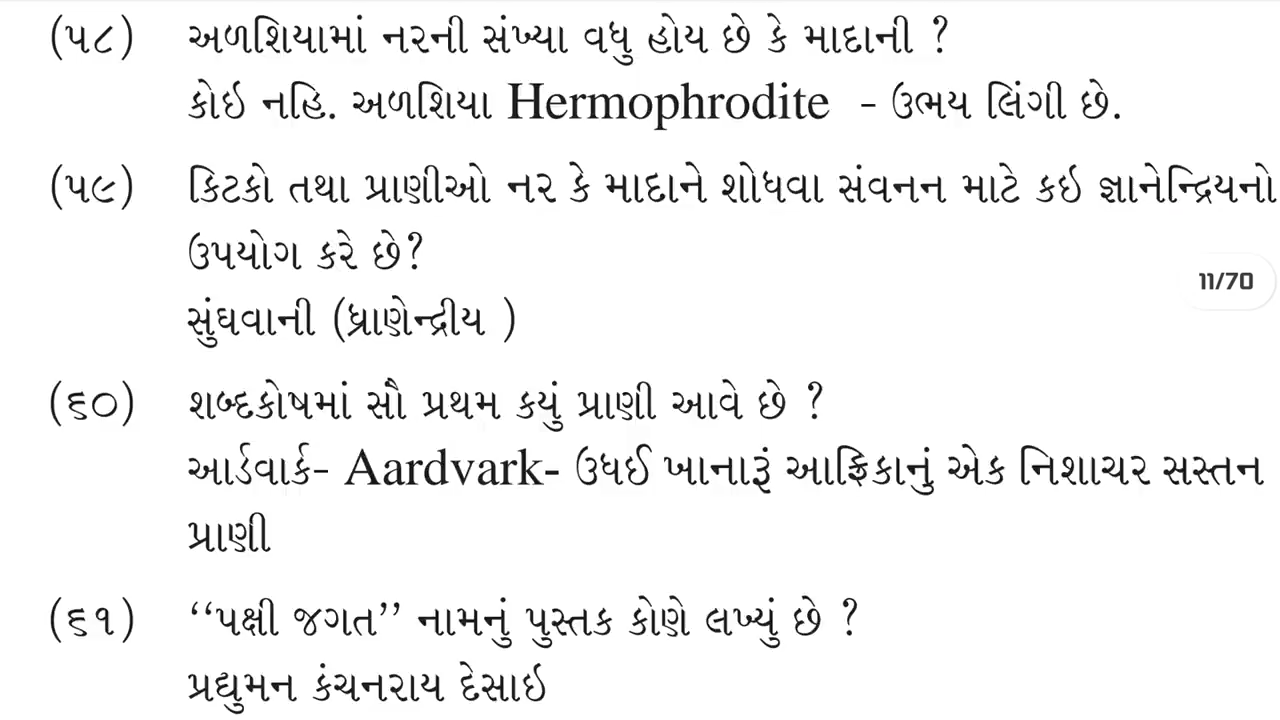 (૫૮) અળશિયામાં નરની સંખ્યા વધુ હોય છે કે માદાની ?
કોઇ નહિ. અળશિયા Hermophrodite - ઉભય લિંગી છે.
(૫૯) કિટકો તથા પ્રાણીઓ નર કે માદાને શોધવા સંવનન માટે કઇ જ્ઞાનેન્દ્રિયનો
ઉપયોગ કરે છે?
11/70
સુંઘવાની (ઘ્રાણેન્દ્રીય )
(૬૦) શબ્દકોષમાં સૌ પ્રથમ કયું પ્રાણી આવે છે ?
આર્ડવાર્ક- Aardvark- ઉધઈ ખાનારૂં આફ્રિકાનું એક નિશાચર સસ્તન
પ્રાણી
(૬૧) ‘‘પક્ષી જગત’’ નામનું પુસ્તક કોણે લખ્યું છે ?
પ્રદ્યુમન કંચનરાય દેસાઇ